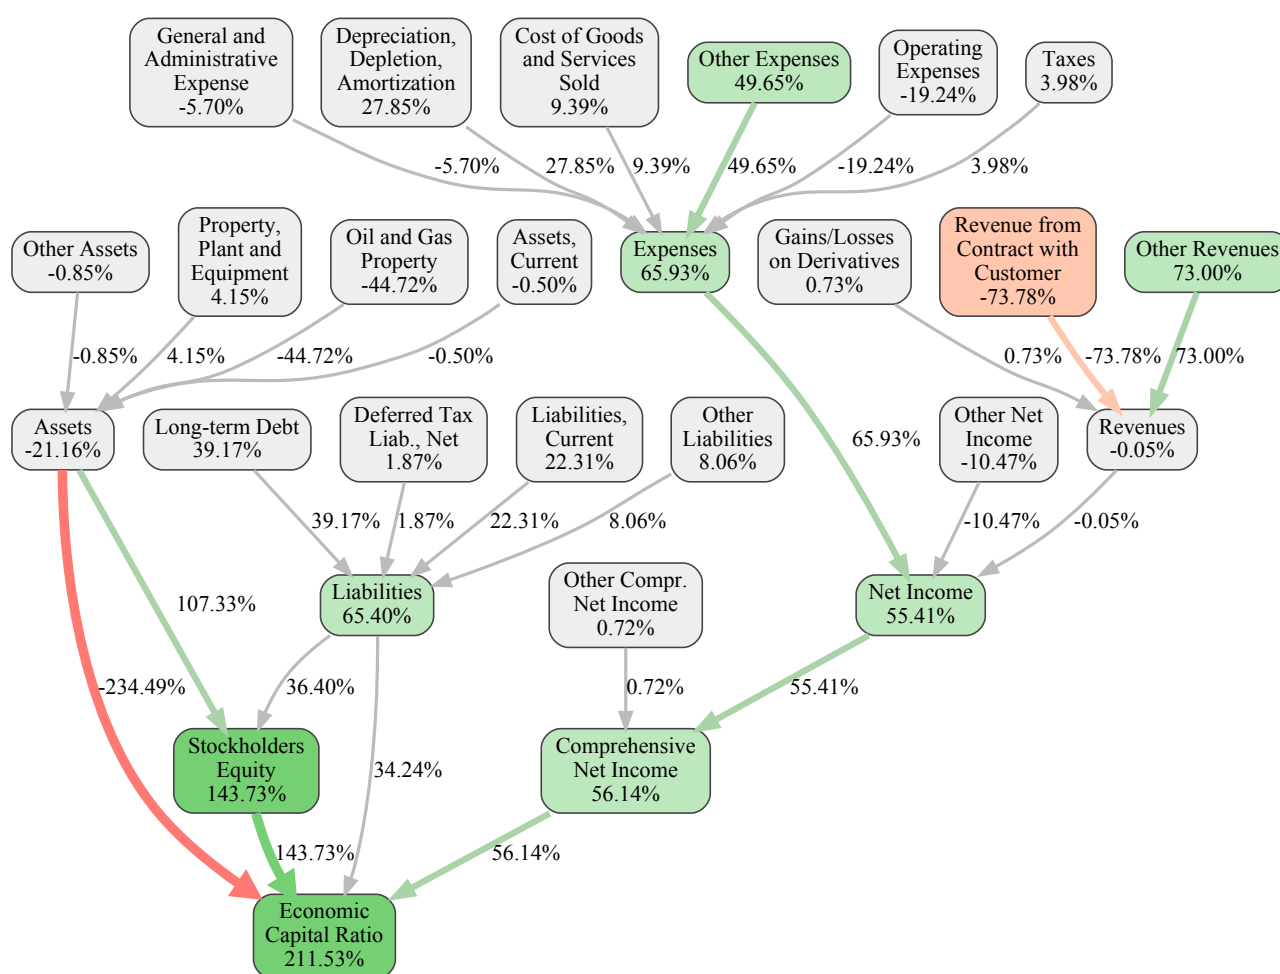 General and
Administrative
Expense
-5.70%
Depreciation,
Depletion,
Amortization
27.85%
Cost of Goods
and Services
Sold
9.39%
Other Expenses
49.65%
Operating
Expenses
-19.24%
Taxes
3.98%
-5.70%
27.85%
9.39%
49.65%
-19.24%
3.98%
Other Assets
-0.85%
Property,
Plant and
Equipment
4.15%
Oil and Gas
Property
-44.72%
Assets,
Current
-0.50%
Expenses
65.93%
Gains/Losses
on Derivatives
0.73%
Revenue from
Contract with
Customer
-73.78%
Other Revenues
73.00%
-0.85%
4.15%
-44.72%
-0.50%
0.73%
-73.78%
73.00%
Assets
-21.16%
Long-term Debt
39.17%
Deferred Tax
Liab., Net
1.87%
Liabilities,
Current
22.31%
Other
Liabilities
8.06%
65.93%
Other Net
Income
-10.47%
Revenues
-0.05%
39.17%
1.87%
22.31%
8.06%
-10.47%
-0.05%
107.33%
Liabilities
65.40%
Other Compr.
Net Income
0.72%
Net Income
55.41%
-234.49%
36.40%
0.72%
55.41%
Stockholders
Equity
143.73%
34.24%
Comprehensive
Net Income
56.14%
143.73%
56.14%
Economic
Capital Ratio
211.53%